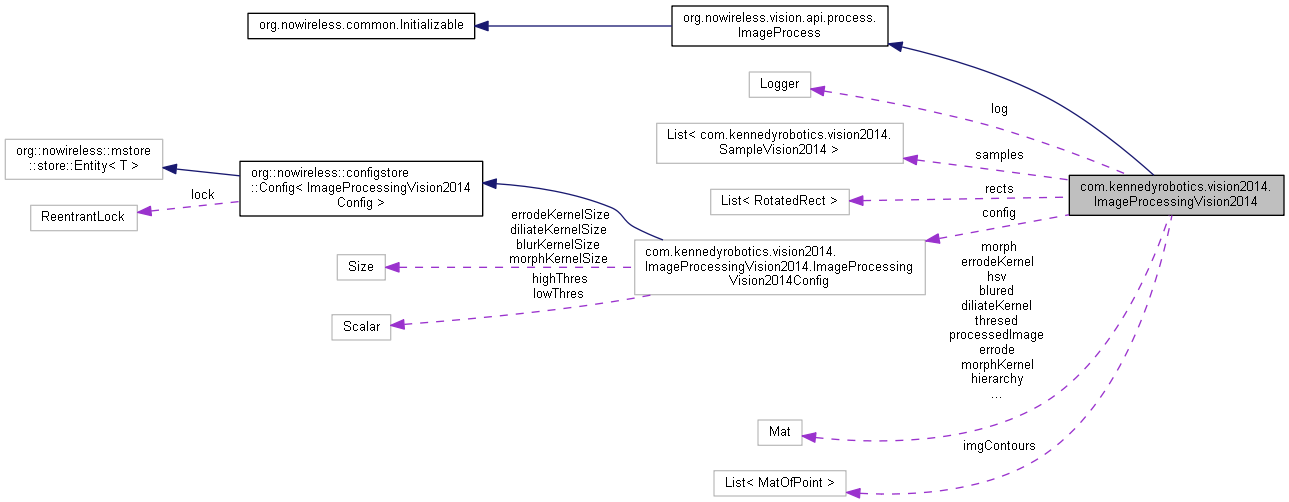 org.nowireless.common.Initializable
org.nowireless.vision.api.process.
ImageProcess
Logger
log
List< com.kennedyrobotics.vision2014.
SampleVision2014 >
samples
org::nowireless::mstore
::store::Entity< T >
org::nowireless::configstore
::Config< ImageProcessingVision2014
Config >
lock
ReentrantLock
List< RotatedRect >
rects
com.kennedyrobotics.vision2014.
ImageProcessingVision2014
config
errodeKernelSize
diliateKernelSize
blurKernelSize
morphKernelSize
Size
com.kennedyrobotics.vision2014.
ImageProcessingVision2014.ImageProcessing
Vision2014Config
highThres
lowThres
Scalar
morph
errodeKernel
hsv
blured
diliateKernel
thresed
processedImage
errode
morphKernel
hierarchy
...
Mat
imgContours
List< MatOfPoint >